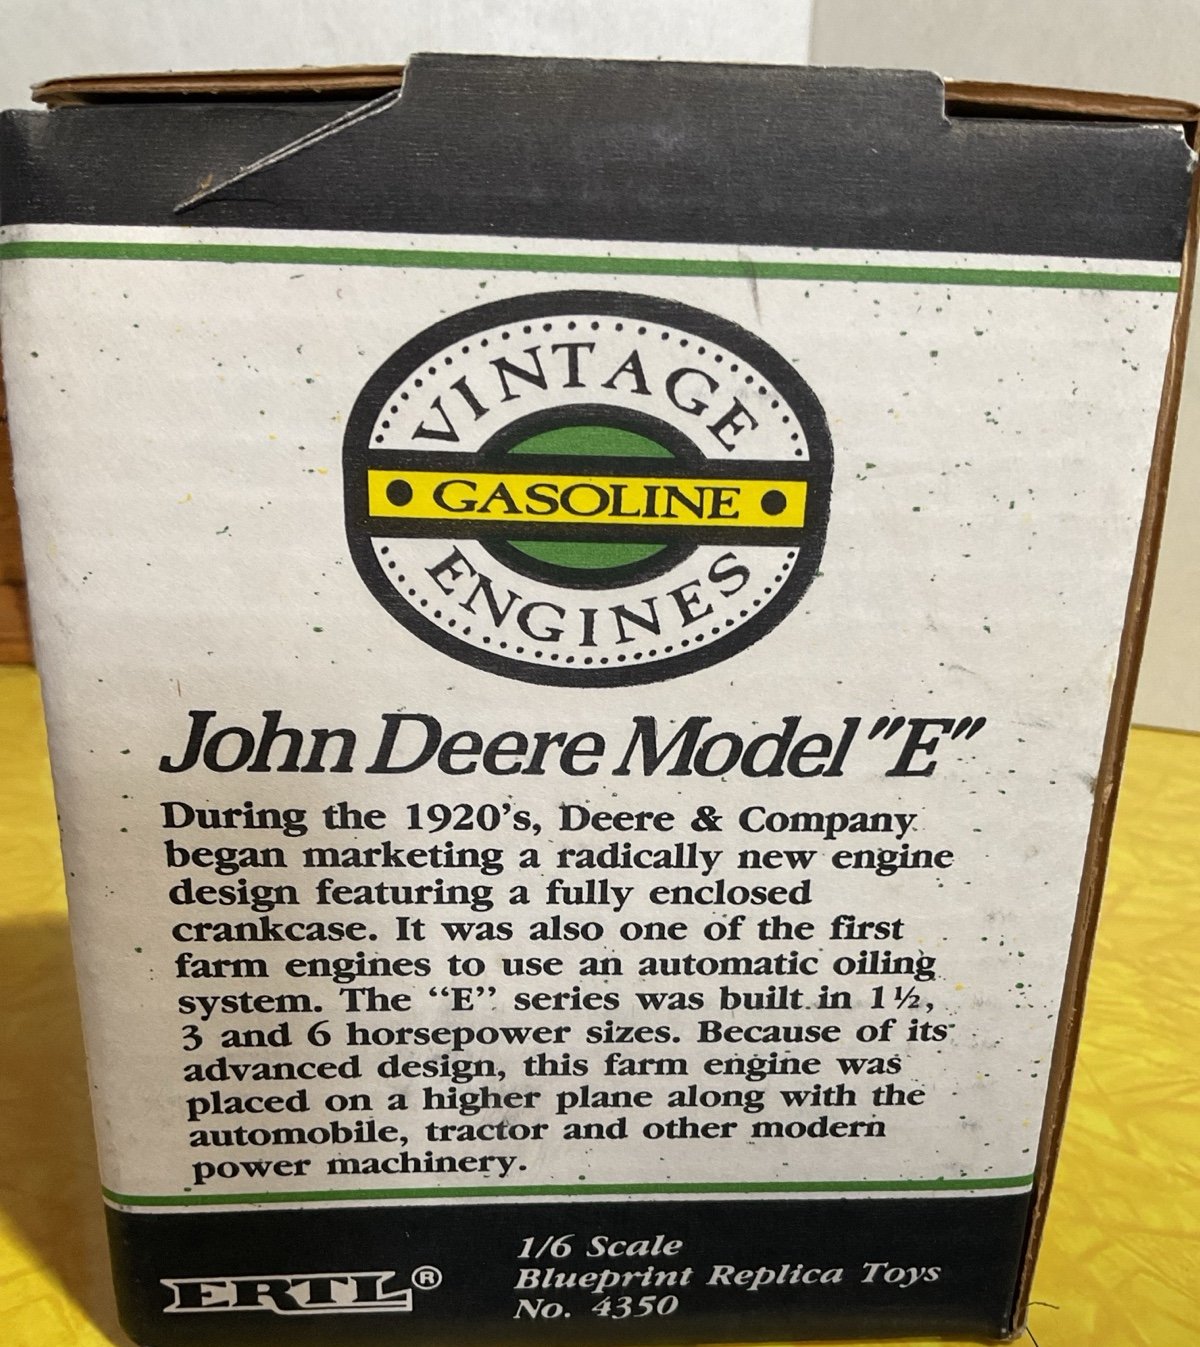 VINTAGE
GASOLINE
ENGINES
John Deere Model "E"
During the 1920's, Deere & Company
began marketing a radically new engine
design featuring a fully enclosed
crankcase. It was also one of the first
farm engines to use an automatic oiling
system. The “E” series was built in 1½,
3 and 6 horsepower sizes. Because of its
advanced design, this farm engine was
placed on a higher plane along with the
automobile, tractor and other modern
power machinery.
1/6 Scale
Blueprint Replica Toys
No. 4350
ERTL®